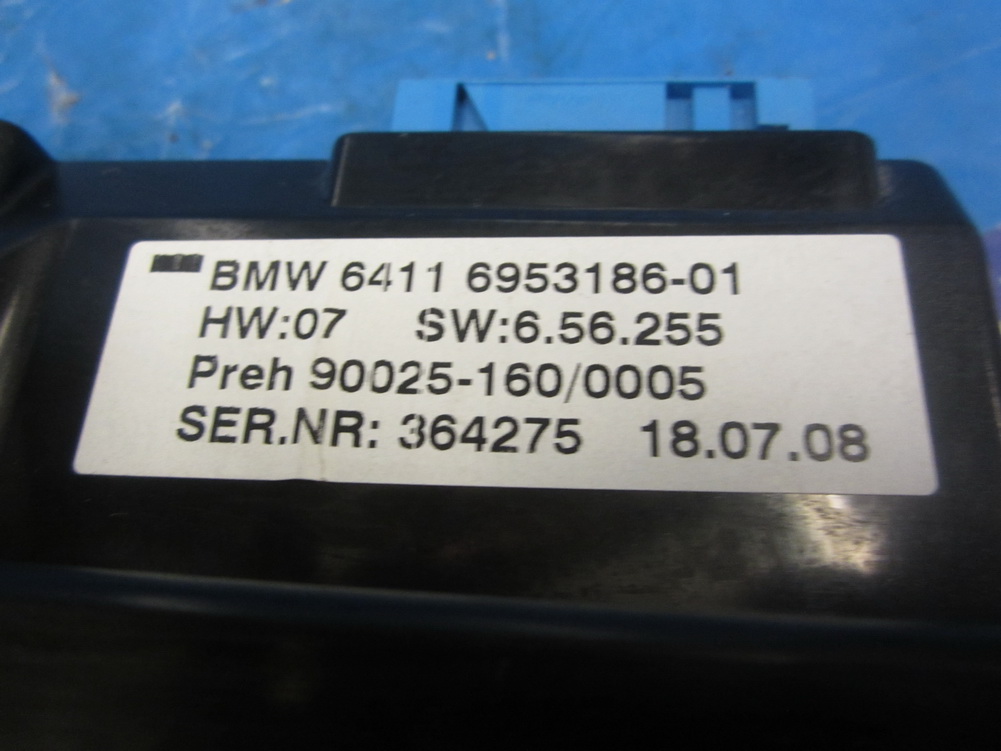 BMW 6411 6953186-01
HW:07 SW:6.56.255
Preh 90025-160/0005
SER.NR: 364275 18.07.08